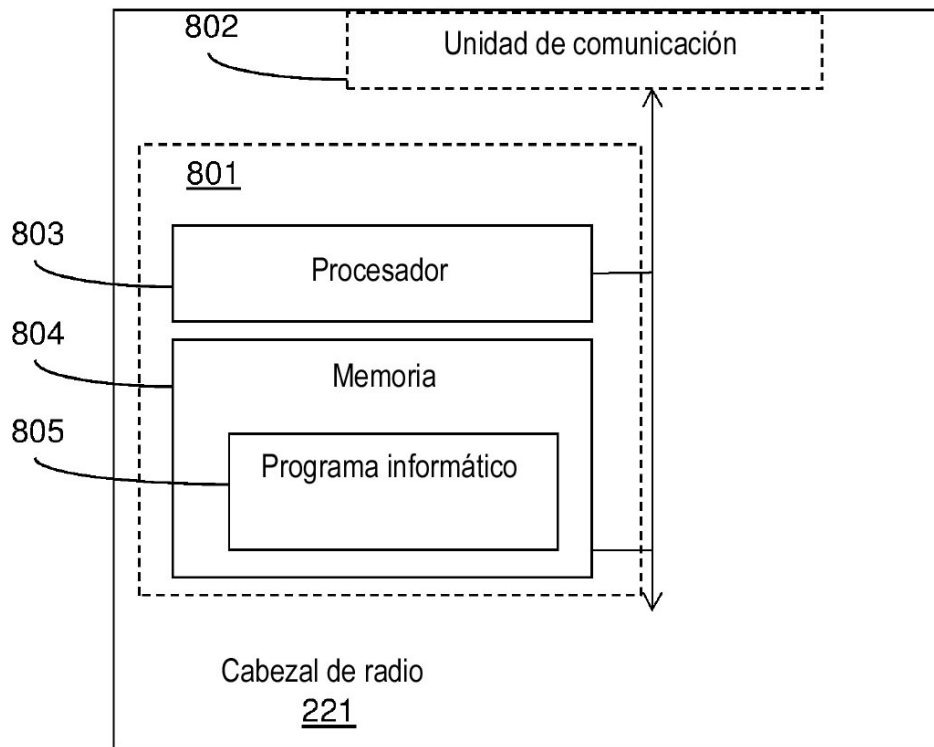 802
Unidad de comunicación
801
803
Procesador
804
Memoria
805
Programa informático
Cabezal de radio
221